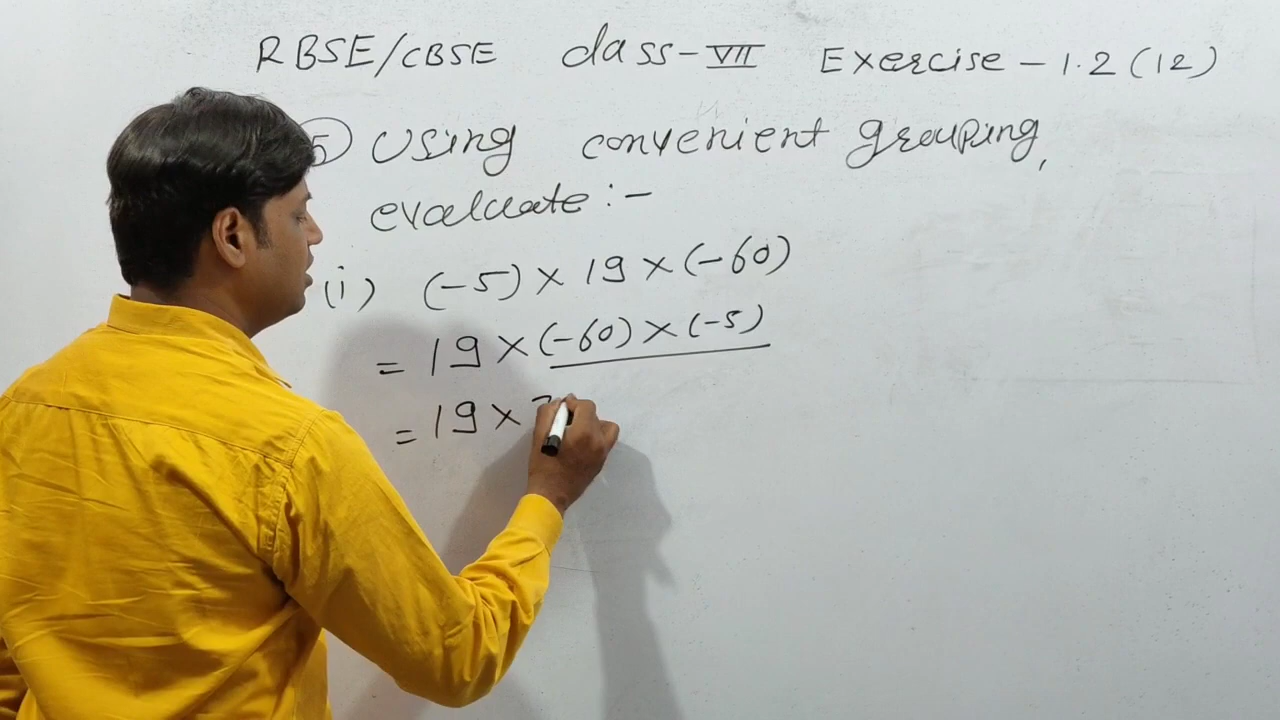 RBSE/CBSE class-VII Exercise-1.2(12)
5 Using convenient grouping,
evaluate:-
(i) (-5)×19×(-60)
=19×(-60)×(-5)
=19×